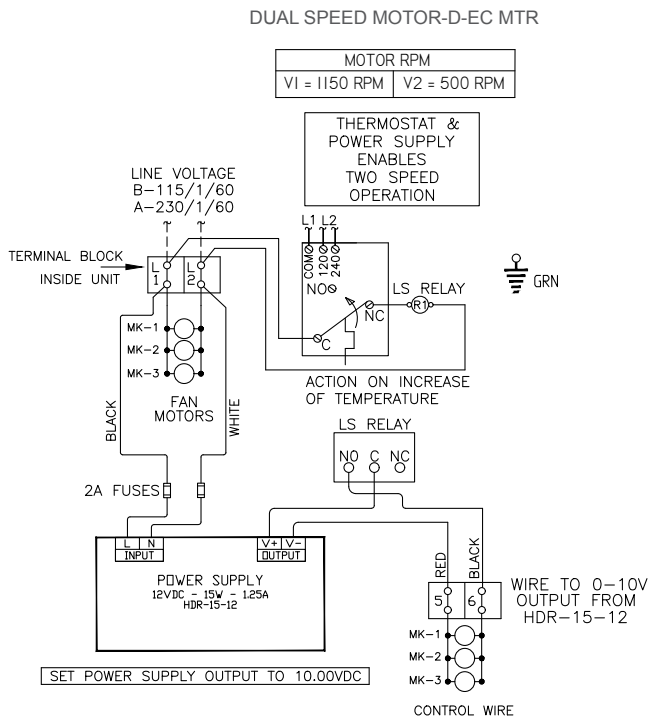 DUAL SPEED MOTOR-D-EC MTR
MOTOR RPM
V1 = 1150 RPM V2 = 500 RPM
THERMOSTAT &
POWER SUPPLY
ENABLES
TWO SPEED
OPERATION
LINE VOLTAGE
B-115/1/60
A-230/1/60
L1 L2
COM 120 240
TERMINAL BLOCK
INSIDE UNIT
L L
1 2
NO
LS RELAY
R1
NC
C
GRN
MK-1
MK-2
MK-3
FAN
MOTORS
BLACK
WHITE
ACTION ON INCREASE
OF TEMPERATURE
LS RELAY
NO C NC
2A FUSES
L N
INPUT
V+ V-
OUTPUT
POWER SUPPLY
12VDC - 15W - 1.25A
HDR-15-12
RED
BLACK
5 6
WIRE TO 0-10V
OUTPUT FROM
HDR-15-12
MK-1
MK-2
MK-3
SET POWER SUPPLY OUTPUT TO 10.00VDC
CONTROL WIRE